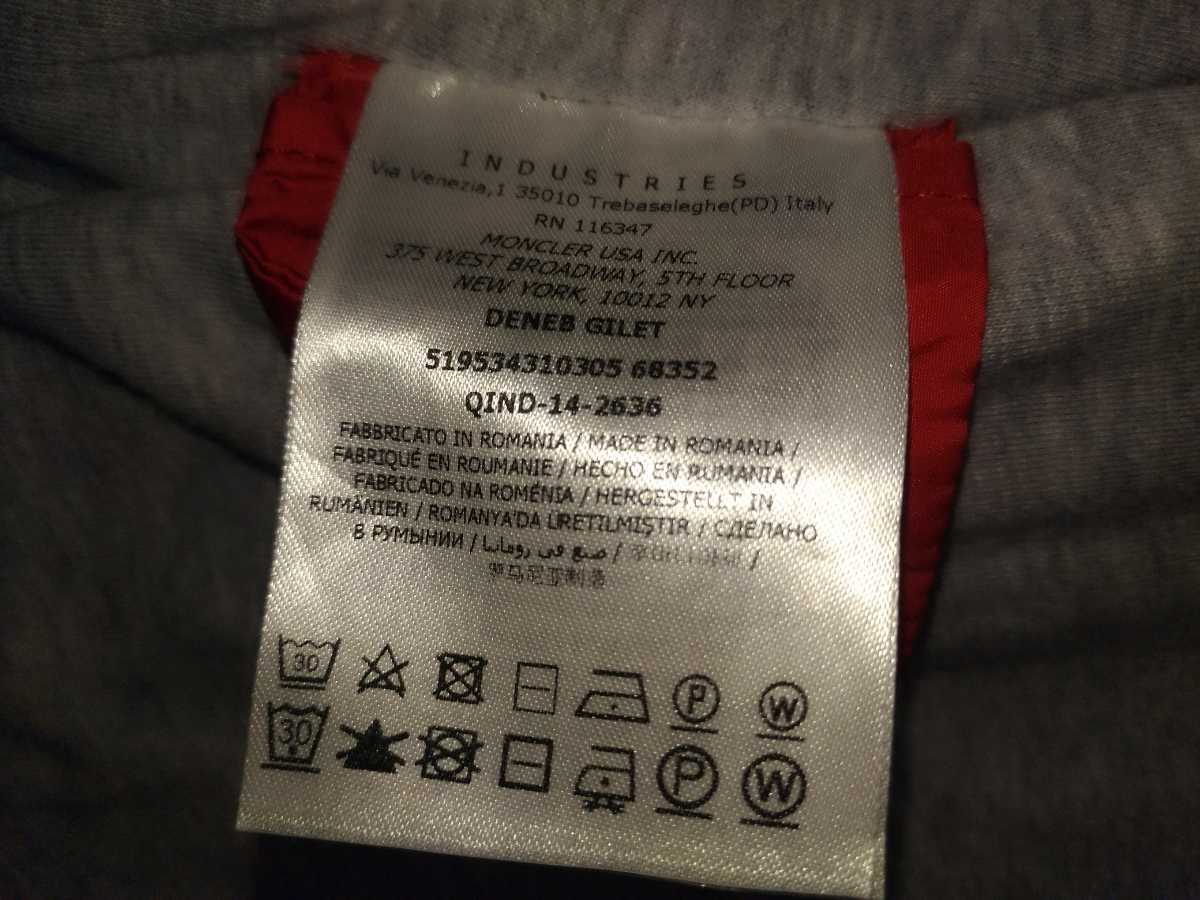 INDUSTRIES
Via Venezia,1 35010 Trebaseleghe(PD) Italy
RN 116347
MONCLER USA INC.
375 WEST BROADWAY, 5TH FLOOR
NEW YORK, 10012 NY
DENEB GILET
519534310305 68352
QIND-14-2636
FABBRICATO IN ROMANIA / MADE IN ROMANIA /
FABRIQUÉ EN ROUMANIE / HECHO EN RUMANIA /
FABRICADO NA ROMÉNIA / HERGESTELLT IN
RUMÄNIEN / ROMANYA'DA ÜRETILMIŞTIR / СДЕЛАНО
В РУМЫНИИ / صنع في رومانيا / /
罗马尼亚制造
30 P W
30 P W